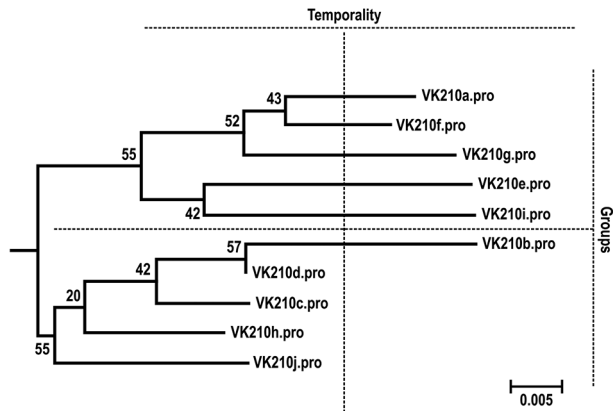 Temporality
43
VK210a.pro
52
VK210f.pro
55
VK210g.pro
VK210e.pro
42
VK210i.pro
Groups
57
VK210b.pro
42
VK210d.pro
20
VK210c.pro
VK210h.pro
55
VK210j.pro
0.005